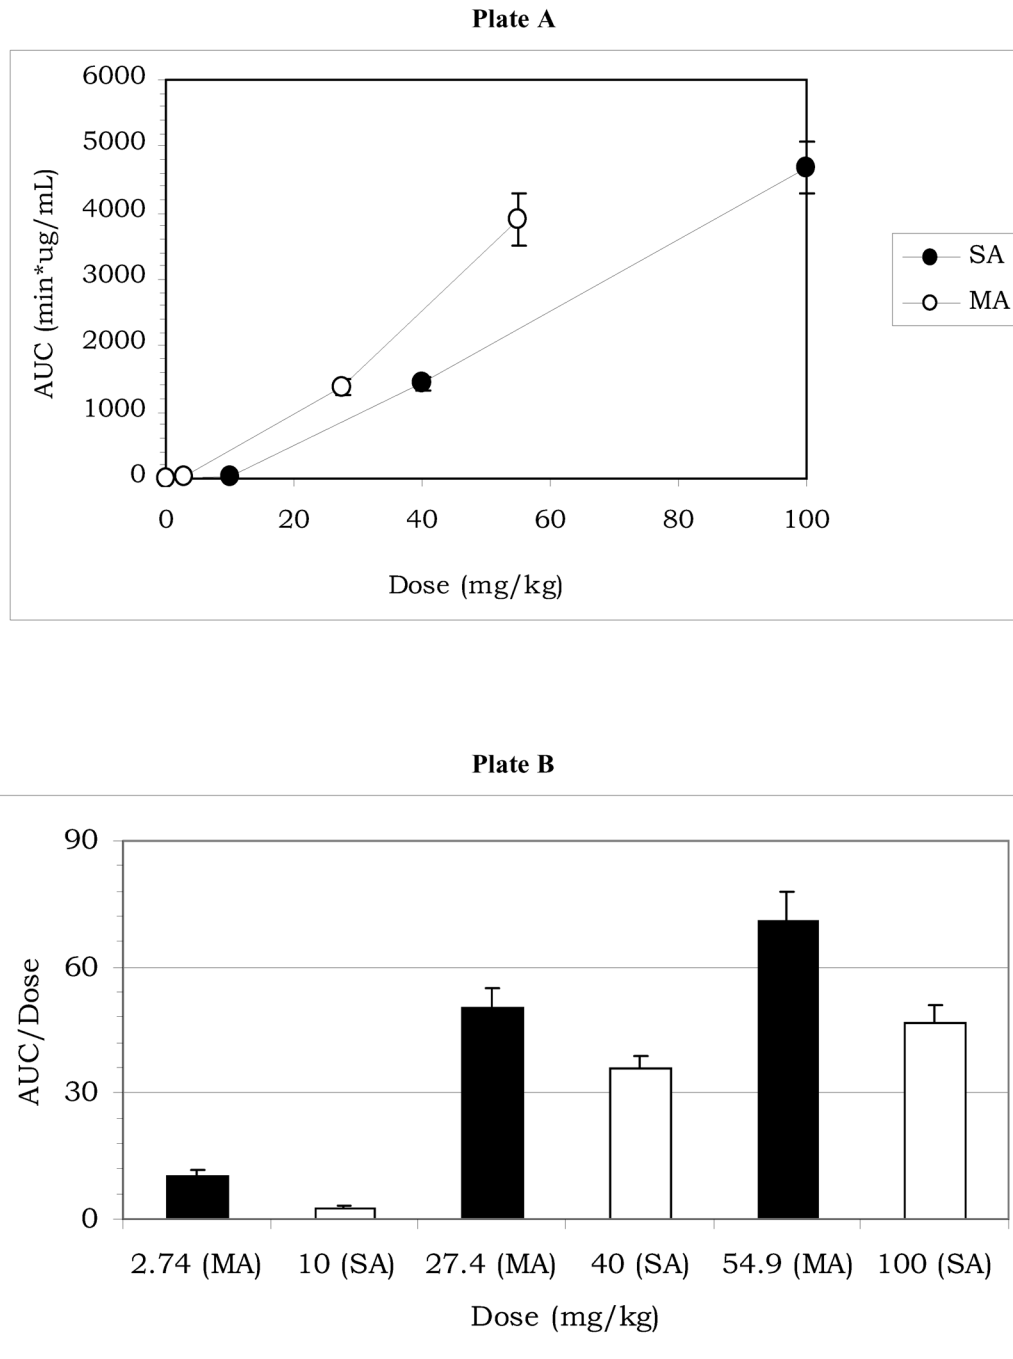 Plate A
6000
5000
4000
3000
2000
1000
0
AUC (min*ug/mL)
0 20 40 60 80 100
Dose (mg/kg)
SA
MA
Plate B
90
60
30
0
AUC/Dose
2.74 (MA) 10 (SA) 27.4 (MA) 40 (SA) 54.9 (MA) 100 (SA)
Dose (mg/kg)